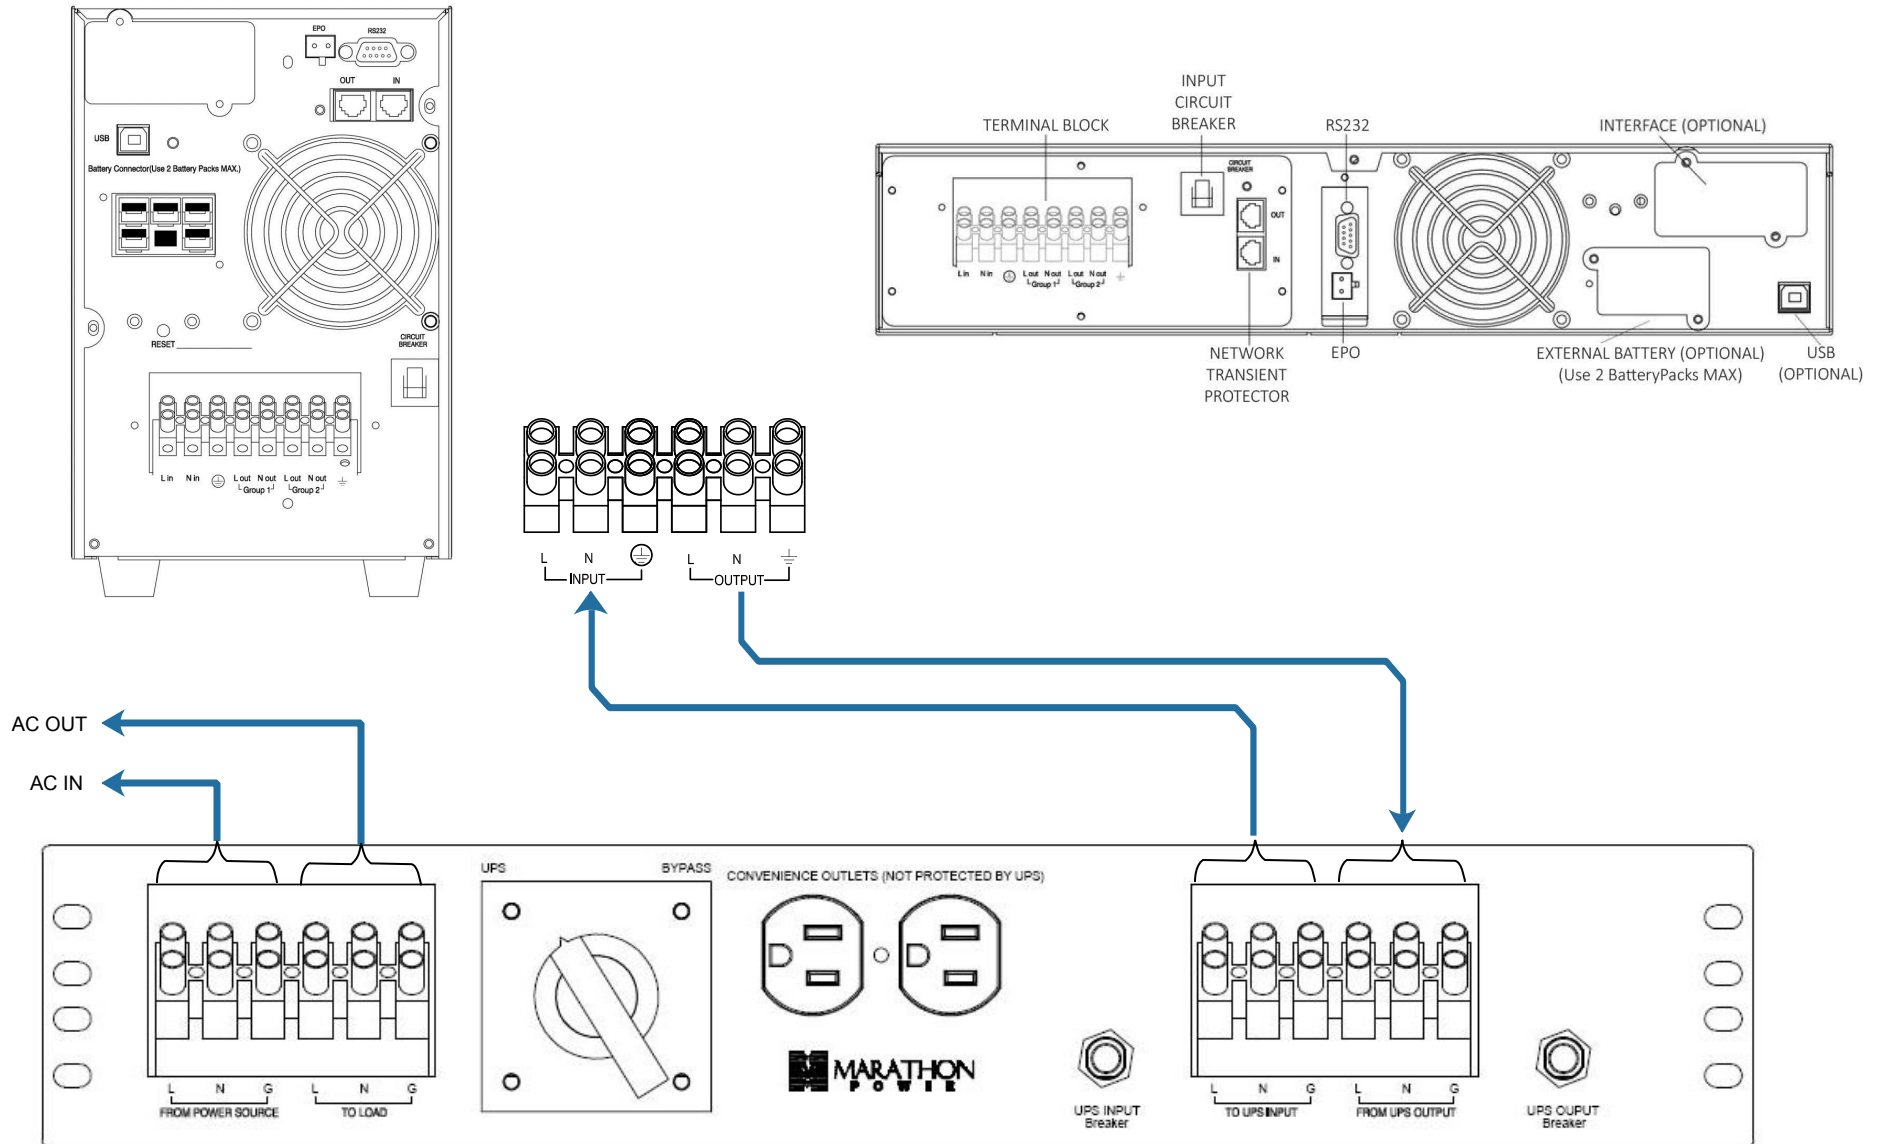 EPO
RS232
OUT IN
USB
Battery Connector(Use 2 Battery Packs MAX.)
RESET
CIRCUIT
BREAKER
L in N in L out N out L out N out
Group 1 Group 2
INPUT
CIRCUIT
BREAKER
TERMINAL BLOCK
RS232
INTERFACE (OPTIONAL)
CIRCUIT
BREAKER
OUT
IN
L in N in L out N out L out N out
Group 1 Group 2
NETWORK
TRANSIENT
PROTECTOR
EPO
EXTERNAL BATTERY (OPTIONAL)
(Use 2 BatteryPacks MAX)
USB
(OPTIONAL)
L N L N
INPUT OUTPUT
AC OUT
AC IN
UPS BYPASS
CONVENIENCE OUTLETS (NOT PROTECTED BY UPS)
MARATHON
POWER
L N G L N G
FROM POWER SOURCE TO LOAD
UPS INPUT
Breaker
L N G L N G
TO UPS INPUT FROM UPS OUTPUT
UPS OUPUT
Breaker